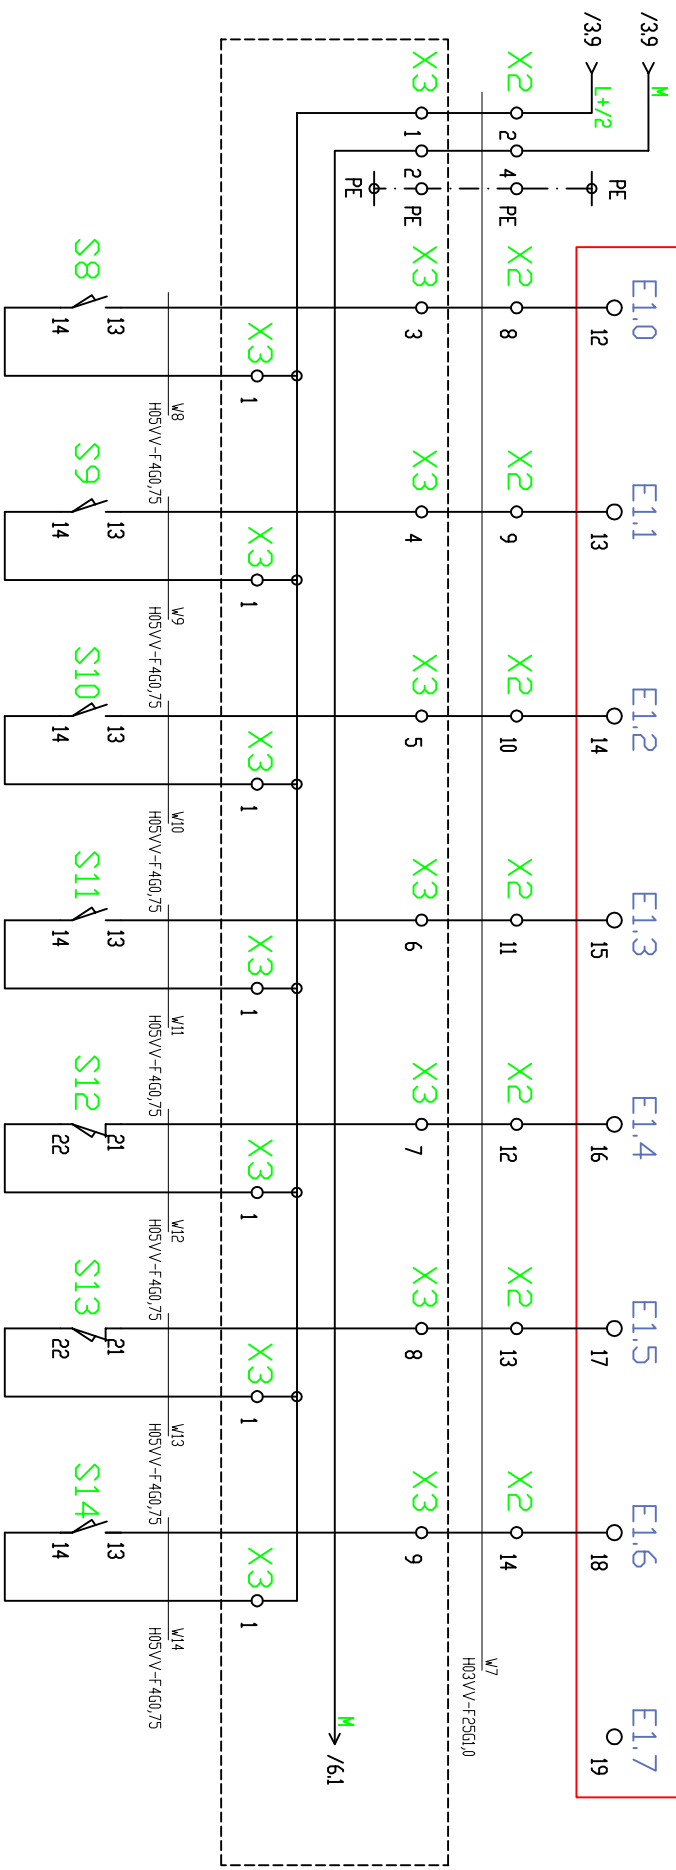 /3.9
M
/3.9
L+/2
X3
X2
1
2
2
4
PE
PE
PE
PE
E1.0
12
X2
8
X3
3
X3
1
W8
H05VV-F4G0,75
S8
13
14
E1.1
13
X2
9
X3
4
X3
1
W9
H05VV-F4G0,75
S9
13
14
E1.2
14
X2
10
X3
5
X3
1
W10
H05VV-F4G0,75
S10
13
14
E1.3
15
X2
11
X3
6
X3
1
W11
H05VV-F4G0,75
S11
13
14
E1.4
16
X2
12
X3
7
X3
1
W12
H05VV-F4G0,75
S12
21
22
E1.5
17
X2
13
X3
8
X3
1
W13
H05VV-F4G0,75
S13
21
22
E1.6
18
X2
14
X3
9
X3
1
W14
H05VV-F4G0,75
S14
13
14
E1.7
19
W7
H03VV-F25G1,0
M
/6.1